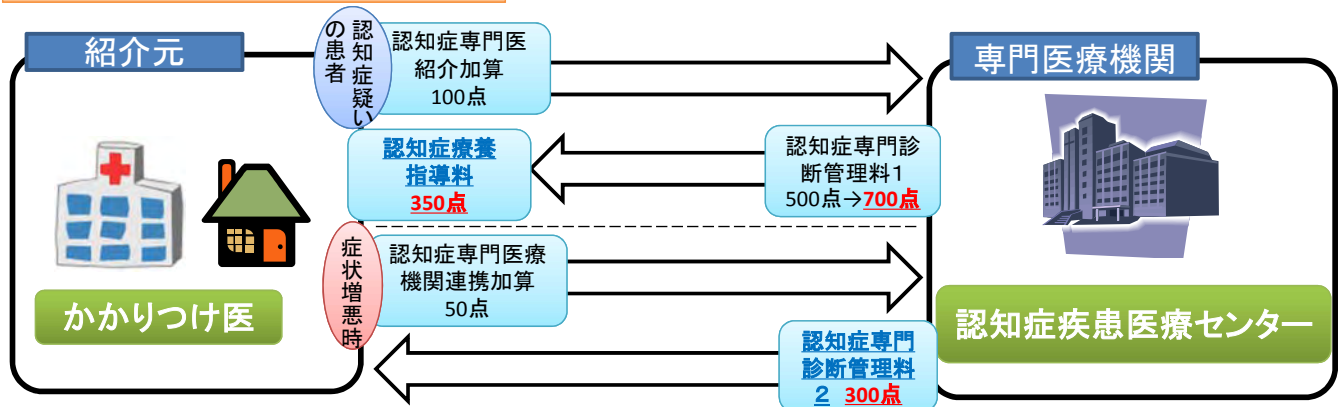 紹介元
認知症疑い
の患者
認知症専門医
紹介加算
100点
専門医療機関
認知症療養
指導料
350点
認知症専門診
断管理料1
500点→700点
かかりつけ医
症状増悪時
認知症専門医療
機関連携加算
50点
認知症疾患医療センター
認知症専門
診断管理料
２ 300点